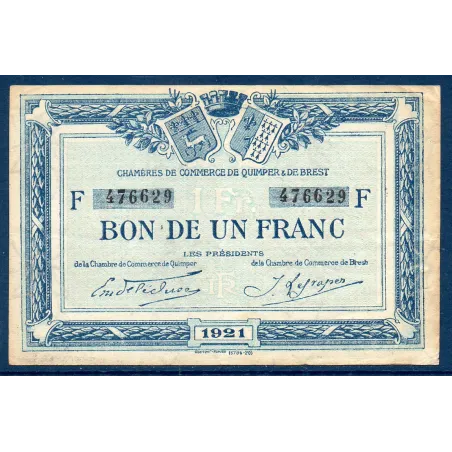 CHAMBRES DE COMMERCE DE QUIMPER & DE BREST
F 476629 476629 F
BON DE UN FRANC
LES PRÉSIDENTS
de la Chambre de Commerce de Quimper de la Chambre de Commerce de Brest
1921